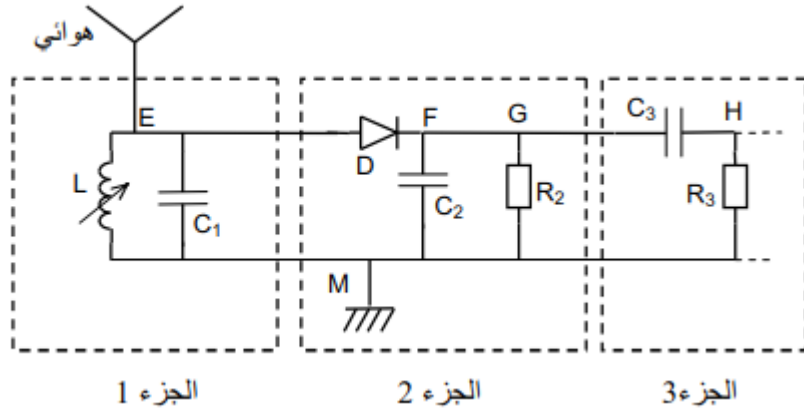 هوائي
E F G C₃ H
D
L C₁ C₂ R₂ R₃
M
الجزء 1 الجزء 2 الجزء3